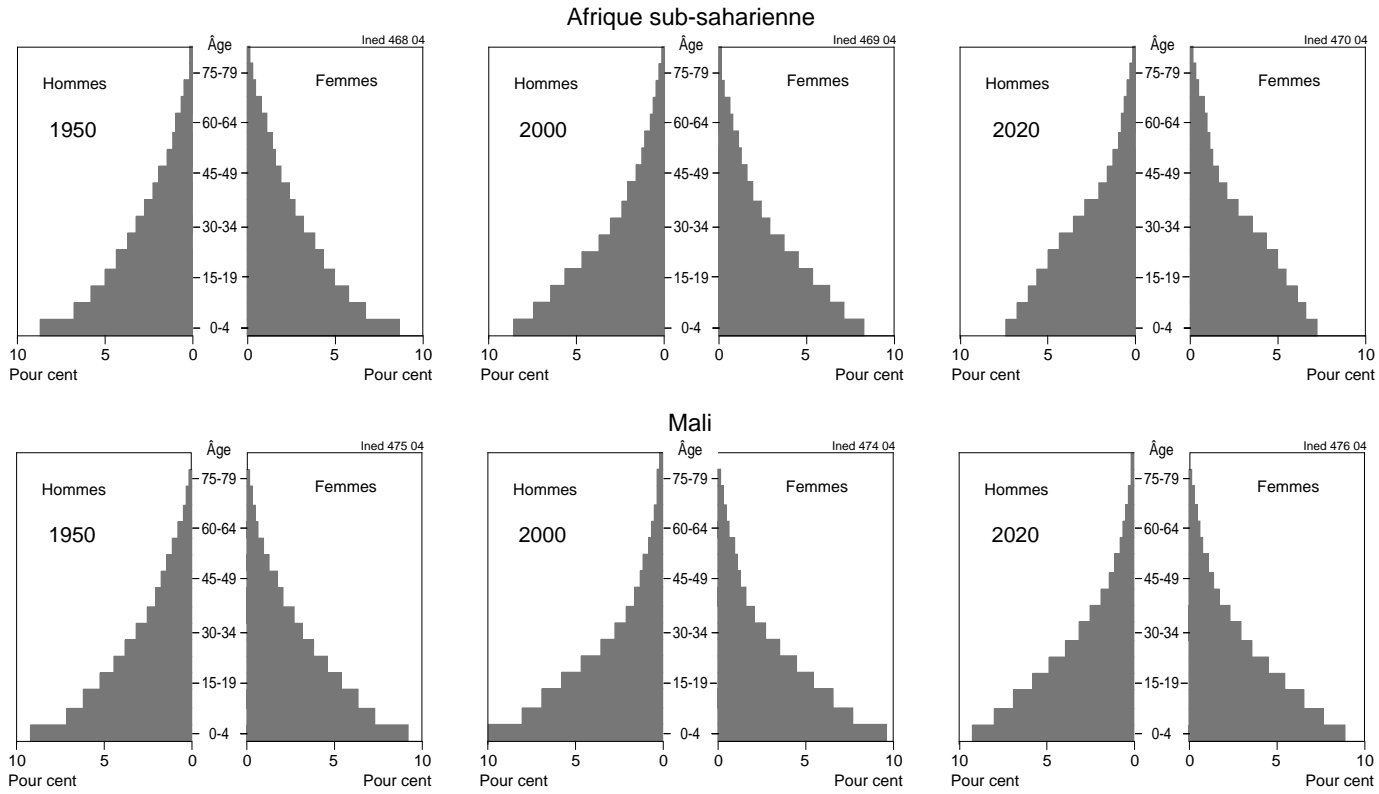 Afrique sub-saharienne
Âge
Ined 468 04
Hommes
75-79
Femmes
1950
60-64
45-49
30-34
15-19
0-4
10 5 0 0 5 10
Pour cent Pour cent
Âge
Ined 469 04
Hommes
75-79
Femmes
2000
60-64
45-49
30-34
15-19
0-4
10 5 0 0 5 10
Pour cent Pour cent
Âge
Ined 470 04
Hommes
75-79
Femmes
2020
60-64
45-49
30-34
15-19
0-4
10 5 0 0 5 10
Pour cent Pour cent
Mali
Âge
Ined 475 04
Hommes
75-79
Femmes
1950
60-64
45-49
30-34
15-19
0-4
10 5 0 0 5 10
Pour cent Pour cent
Âge
Ined 474 04
Hommes
75-79
Femmes
2000
60-64
45-49
30-34
15-19
0-4
10 5 0 0 5 10
Pour cent Pour cent
Âge
Ined 476 04
Hommes
75-79
Femmes
2020
60-64
45-49
30-34
15-19
0-4
10 5 0 0 5 10
Pour cent Pour cent